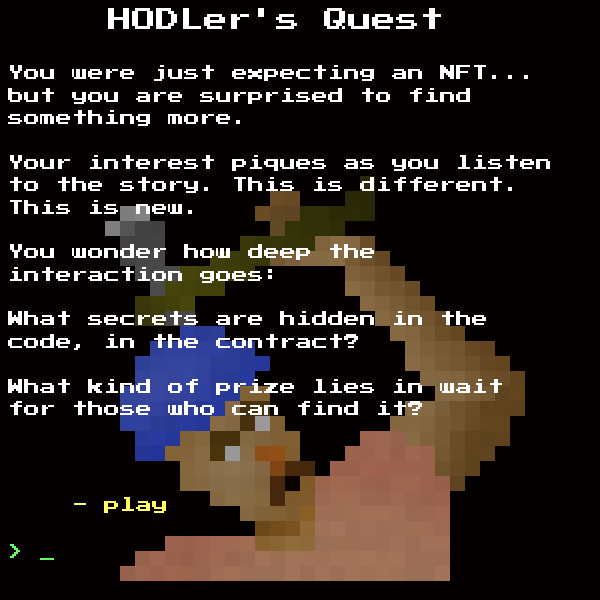 HODLer's Quest
You were just expecting an NFT...
but you are surprised to find
something more.
Your interest piques as you listen
to the story. This is different.
This is new.
You wonder how deep the
interaction goes:
What secrets are hidden in the
code, in the contract?
What kind of prize lies in wait
for those who can find it?
- play
> _